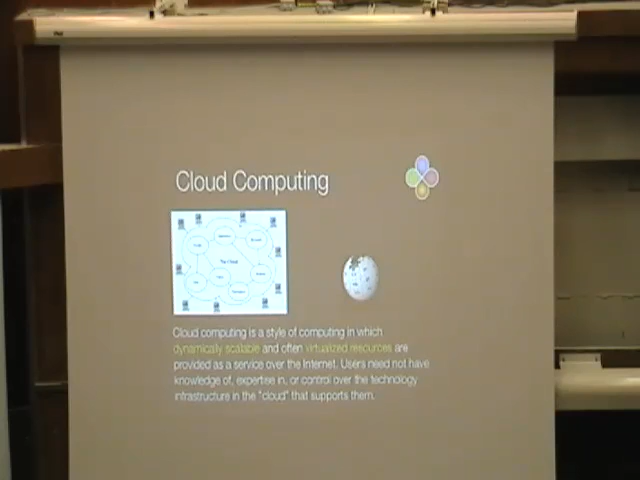 Cloud Computing
The Cloud
Cloud computing is a style of computing in which
dynamically scalable and often virtualized resources are
provided as a service over the Internet. Users need not have
knowledge of, expertise in, or control over the technology
infrastructure in the "cloud" that supports them.